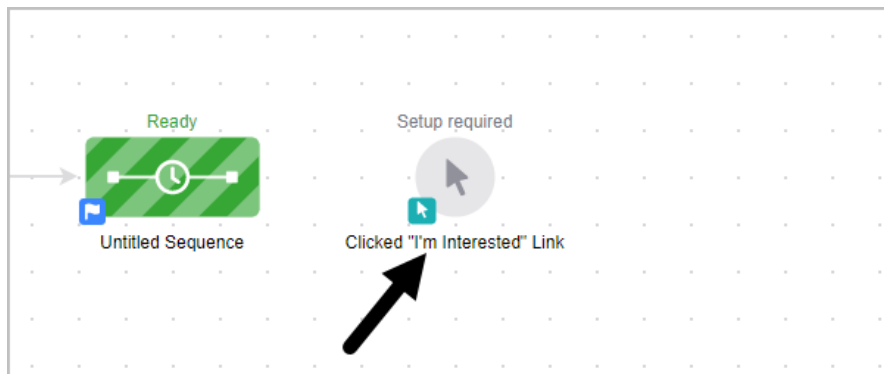 Ready
Setup required
Untitled Sequence
Clicked "I'm Interested" Link